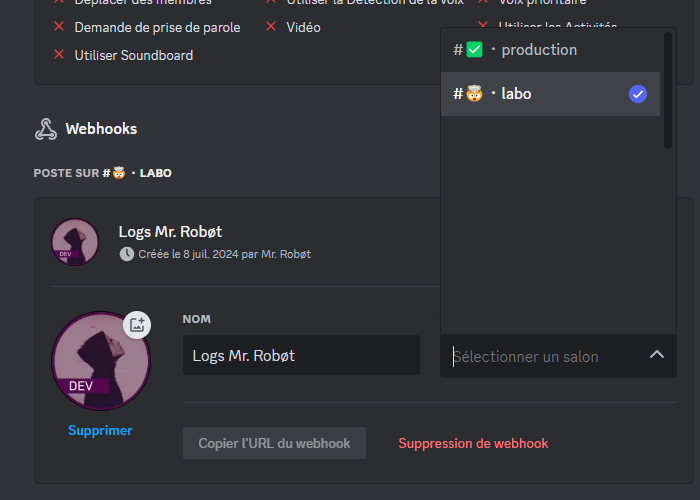 Déplacer des membres
Utiliser la Détection de la voix
Voix prioritaire
Demande de prise de parole
Vidéo
Utiliser les Activités
Utiliser Soundboard
#✅・production
#🤯・labo
Webhooks
POSTE SUR #🤯・LABO
Logs Mr. Robøt
Créée le 8 juil. 2024 par Mr. Robøt
DEV
NOM
Logs Mr. Robøt
Sélectionner un salon
DEV
Supprimer
Copier l'URL du webhook
Suppression de webhook